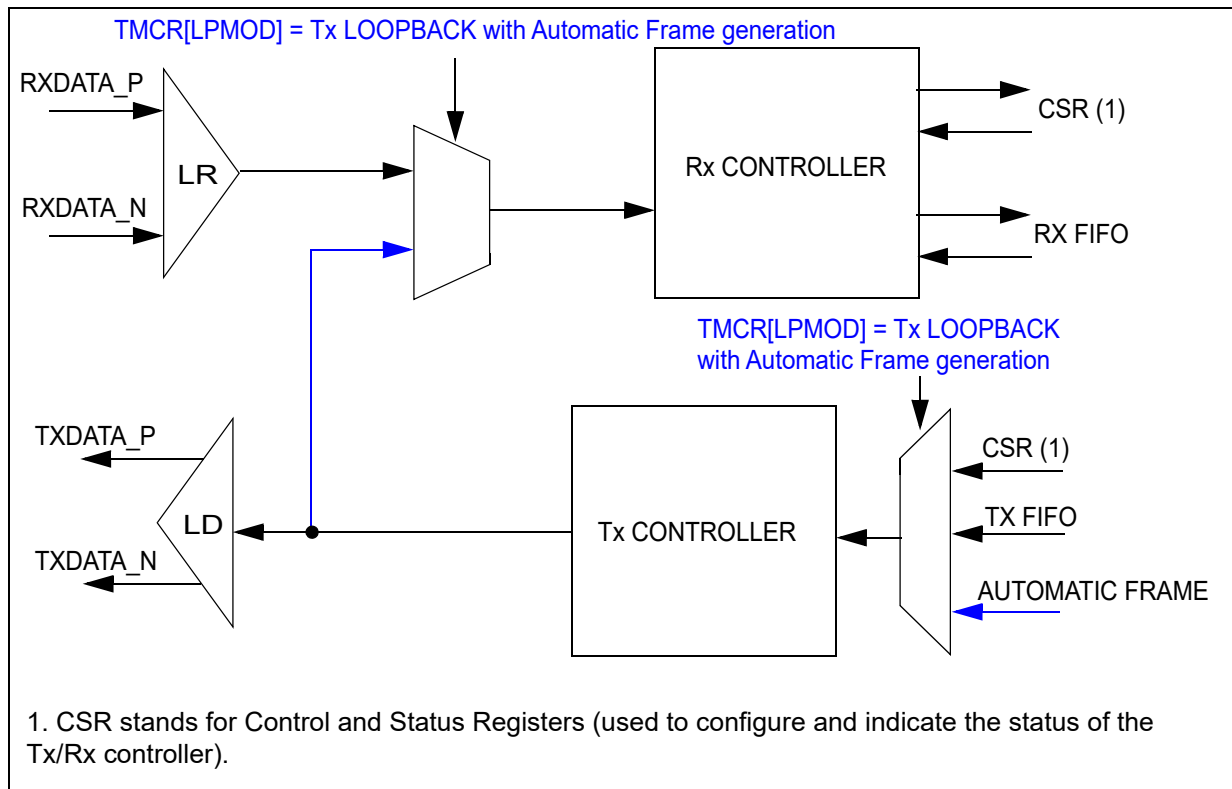 TMCR[LPMOD] = Tx LOOPBACK with Automatic Frame generation
RXDATA_P
LR
RXDATA_N
Rx CONTROLLER
CSR (1)
RX FIFO
TMCR[LPMOD] = Tx LOOPBACK
with Automatic Frame generation
TXDATA_P
LD
TXDATA_N
Tx CONTROLLER
CSR (1)
TX FIFO
AUTOMATIC FRAME
1. CSR stands for Control and Status Registers (used to configure and indicate the status of the
Tx/Rx controller).